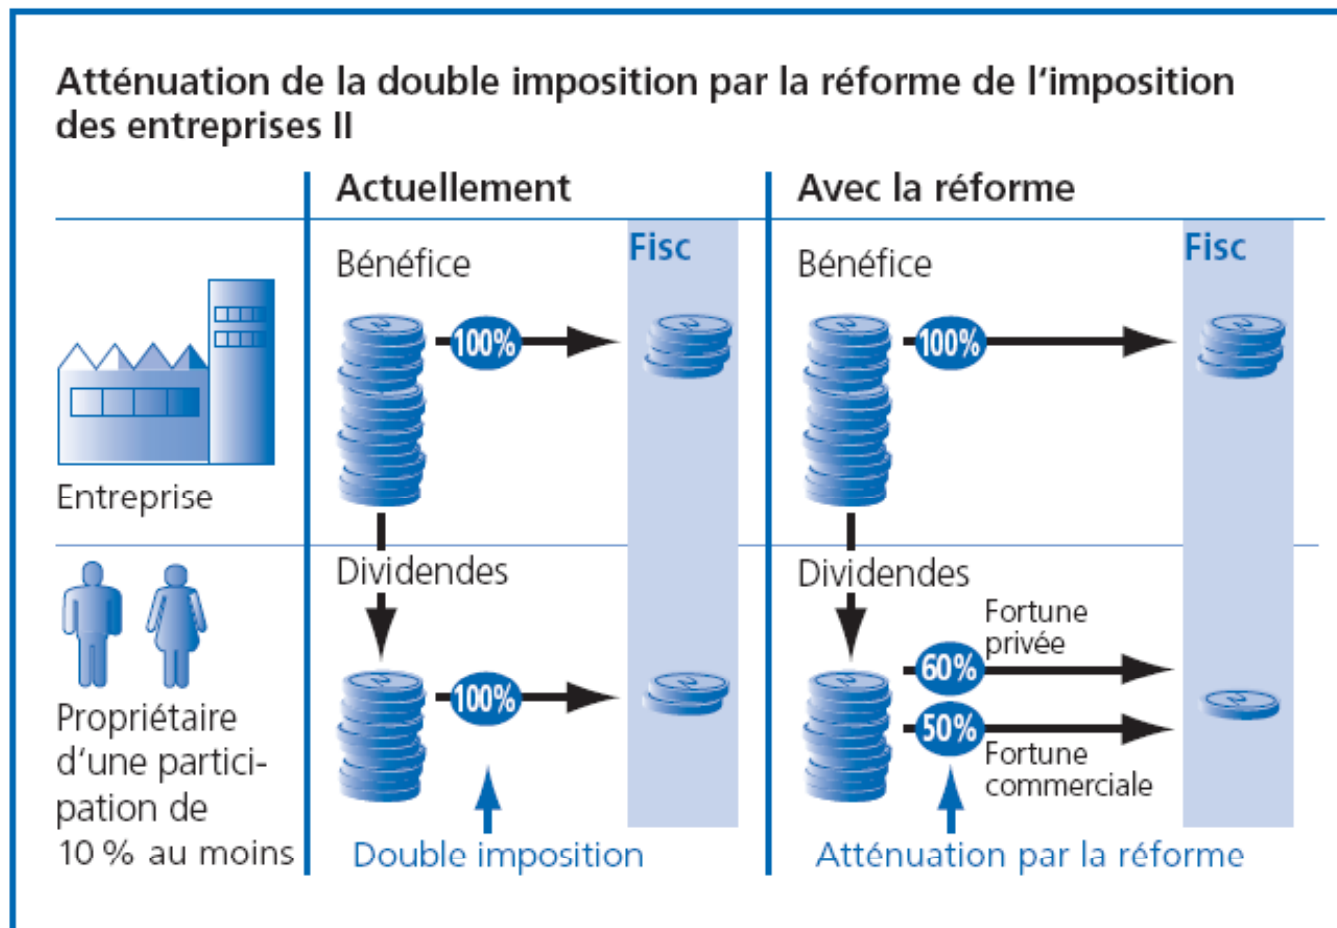 Atténuation de la double imposition par la réforme de l‘imposition
des entreprises II
Actuellement
Avec la réforme
Bénéfice
Fisc
Bénéfice
Fisc
100%
100%
Entreprise
Dividendes
Dividendes
Fortune
privée
100%
60%
50%
Fortune
commerciale
Propriétaire
d‘une partici-
pation de
10 % au moins
Double imposition
Atténuation par la réforme